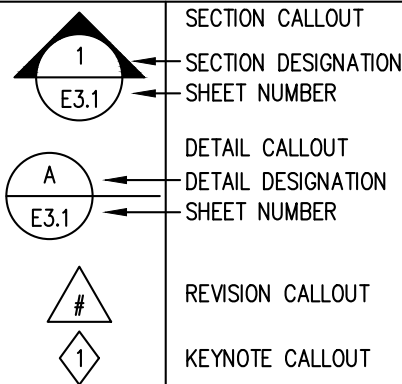 SECTION CALLOUT
1
SECTION DESIGNATION
E3.1
SHEET NUMBER
DETAIL CALLOUT
A
DETAIL DESIGNATION
E3.1
SHEET NUMBER
#
REVISION CALLOUT
1
KEYNOTE CALLOUT